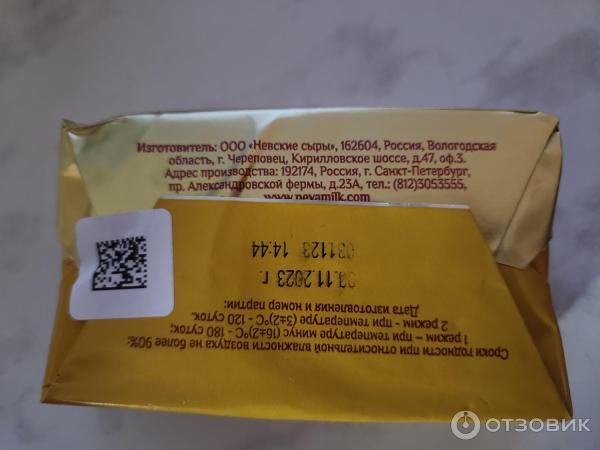 Изготовитель: ООО «Невские сыры», 162604, Россия, Вологодская
область, г. Череповец, Кирилловское шоссе, д.47, оф.3.
Адрес производства: 192174, Россия, г. Санкт-Петербург,
пр. Александровской фермы, д.23А, тел.: (812)3053555,
www.nevamilk.com
Сроки годности при относительной влажности воздуха не более 90%:
1 режим – при температуре минус (16±2)°С - 180 суток;
2 режим - при температуре (3±2)°С - 120 суток.
Дата изготовления и номер партии:
.11.2023 г
031123 14:44
ОТЗОВИК